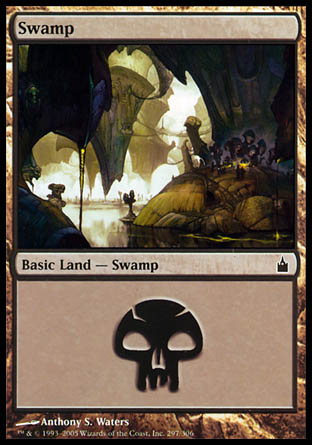 Swamp
Basic Land — Swamp
Anthony S. Waters
™ & © 1993–2005 Wizards of the Coast, Inc. 297/306